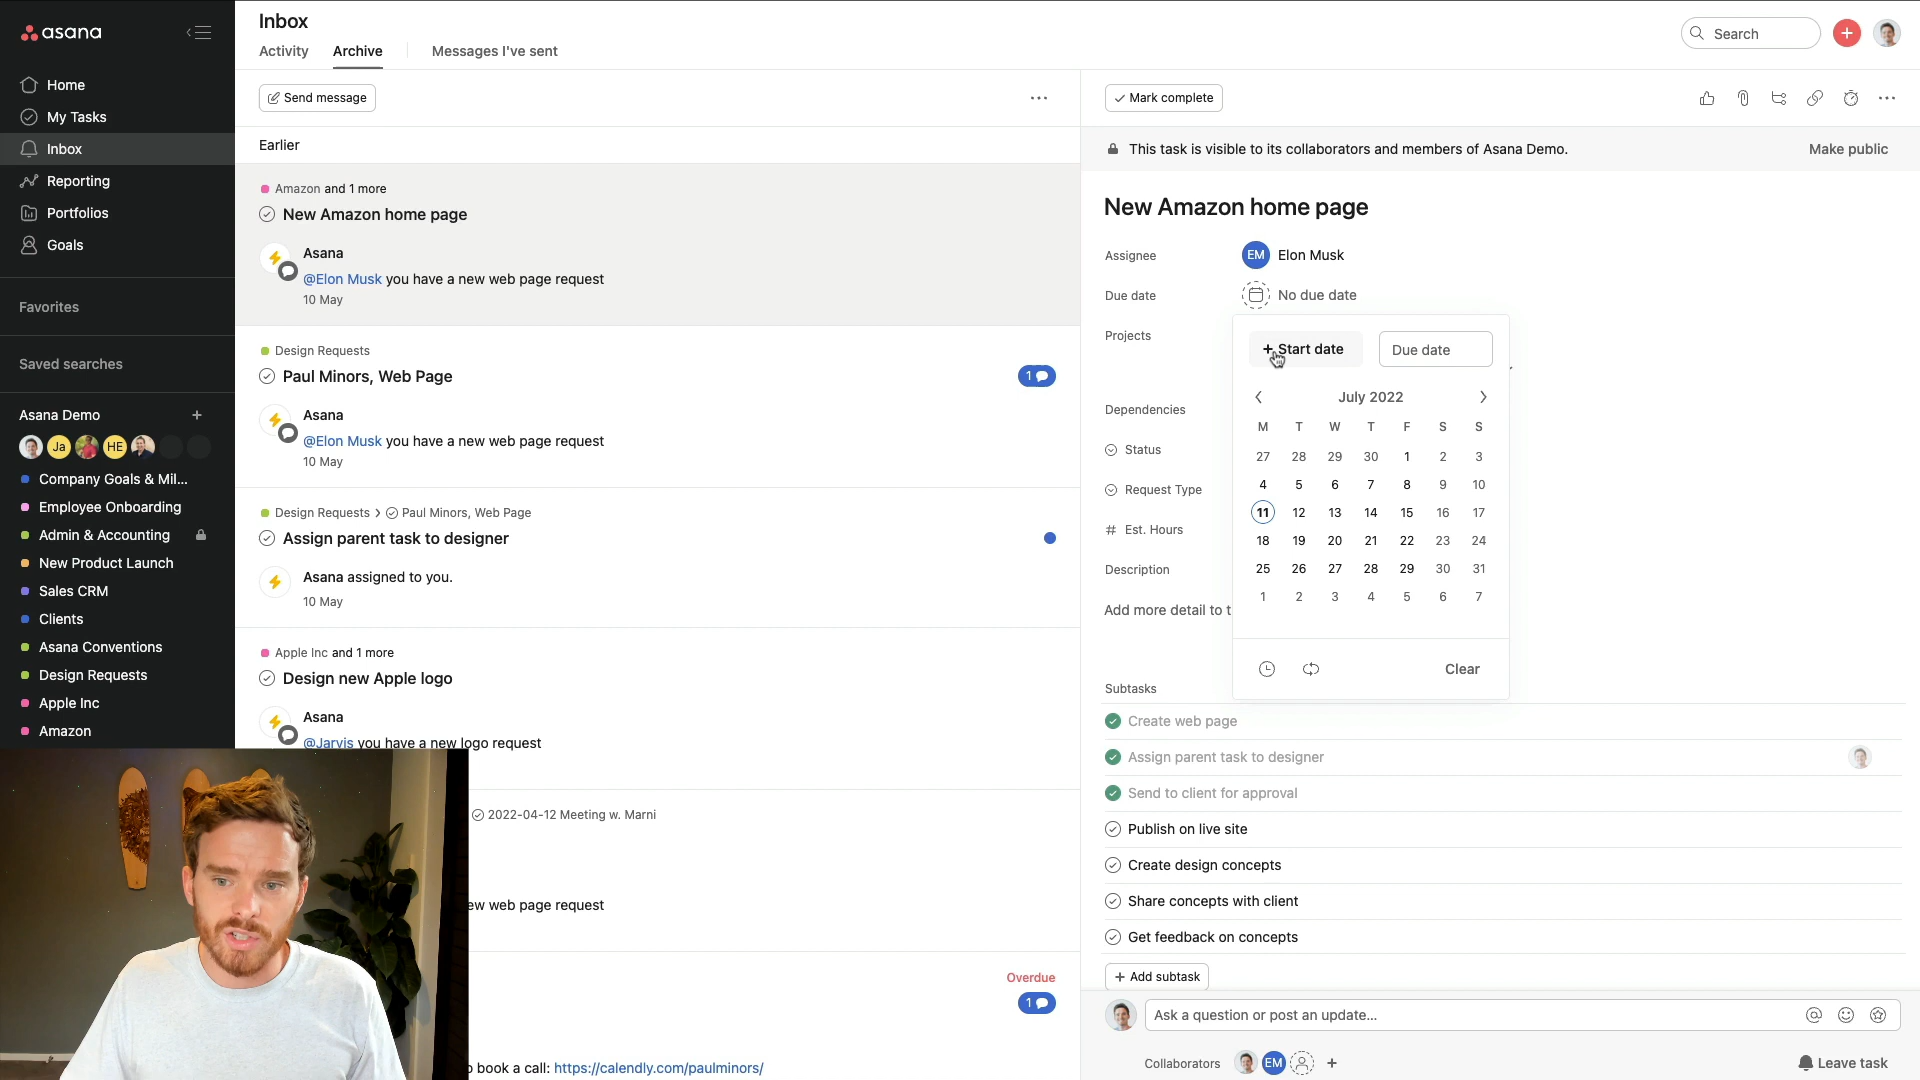 asana
Home
My Tasks
Inbox
Reporting
Portfolios
Goals
Favorites
Saved searches
Asana Demo
Ja
HE
Company Goals & Mil...
Employee Onboarding
Admin & Accounting
New Product Launch
Sales CRM
Clients
Asana Conventions
Design Requests
Apple Inc
Amazon
Inbox
Activity Archive Messages I've sent
Search
Send message
Earlier
Amazon and 1 more
New Amazon home page
Asana
@Elon Musk you have a new web page request
10 May
Design Requests
Paul Minors, Web Page
1
Asana
@Elon Musk you have a new web page request
10 May
Design Requests > Paul Minors, Web Page
Assign parent task to designer
Asana assigned to you.
10 May
Apple Inc and 1 more
Design new Apple logo
Asana
@Jarvis you have a new logo request
2022-04-12 Meeting w. Marni
ew web page request
Overdue
1
book a call: https://calendly.com/paulminors/
Mark complete
This task is visible to its collaborators and members of Asana Demo.
Make public
New Amazon home page
Assignee
EM Elon Musk
Due date
No due date
Projects
+ Start date
Due date
July 2022
M T W T F S S
27 28 29 30 1 2 3
4 5 6 7 8 9 10
11 12 13 14 15 16 17
18 19 20 21 22 23 24
25 26 27 28 29 30 31
1 2 3 4 5 6 7
Clear
Dependencies
Status
Request Type
# Est. Hours
Description
Add more detail to t
Subtasks
Create web page
Assign parent task to designer
Send to client for approval
Publish on live site
Create design concepts
Share concepts with client
Get feedback on concepts
+ Add subtask
Ask a question or post an update...
Collaborators
EM
+
Leave task